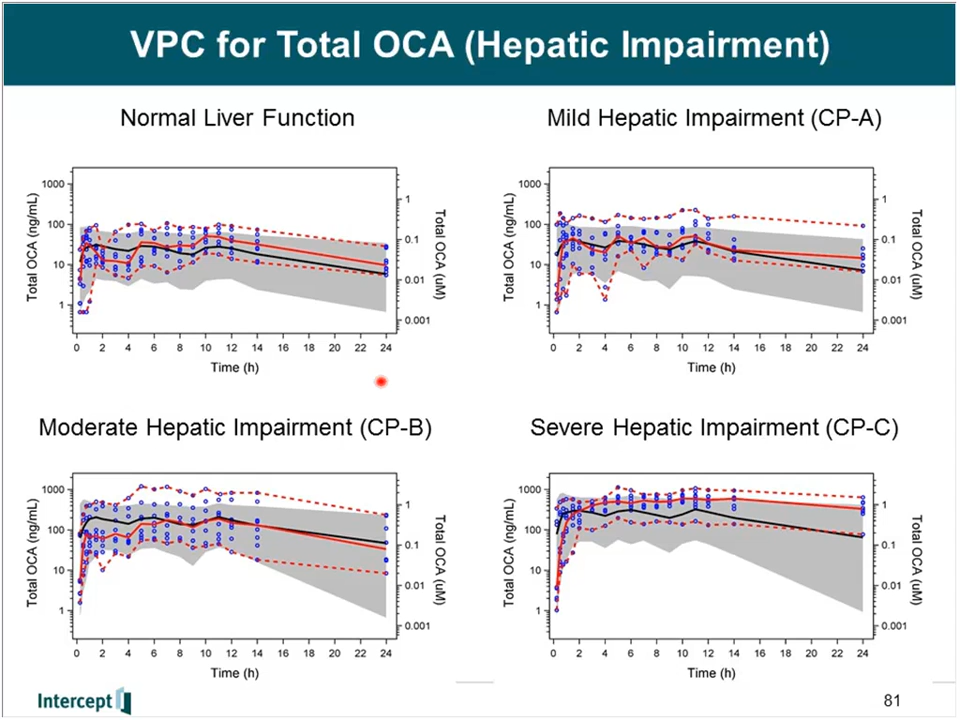 VPC for Total OCA (Hepatic Impairment)
Normal Liver Function
Total OCA (ng/mL)
1000
100
10
1
1
0.1
0.01
0.001
Total OCA (uM)
0 2 4 6 8 10 12 14 16 18 20 22 24
Time (h)
Mild Hepatic Impairment (CP-A)
Total OCA (ng/mL)
1000
100
10
1
1
0.1
0.01
0.001
Total OCA (uM)
0 2 4 6 8 10 12 14 16 18 20 22 24
Time (h)
Moderate Hepatic Impairment (CP-B)
Total OCA (ng/mL)
1000
100
10
1
1
0.1
0.01
0.001
Total OCA (uM)
0 2 4 6 8 10 12 14 16 18 20 22 24
Time (h)
Severe Hepatic Impairment (CP-C)
Total OCA (ng/mL)
1000
100
10
1
1
0.1
0.01
0.001
Total OCA (uM)
0 2 4 6 8 10 12 14 16 18 20 22 24
Time (h)
Intercept
81